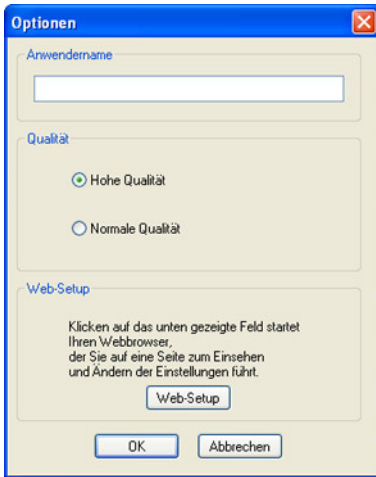 Optionen
Anwendername
Qualität
Hohe Qualität
Normale Qualität
Web-Setup
Klicken auf das unten gezeigte Feld startet
Ihren Webbrowser,
der Sie auf eine Seite zum Einsehen
und Ändern der Einstellungen führt.
Web-Setup
OK Abbrechen